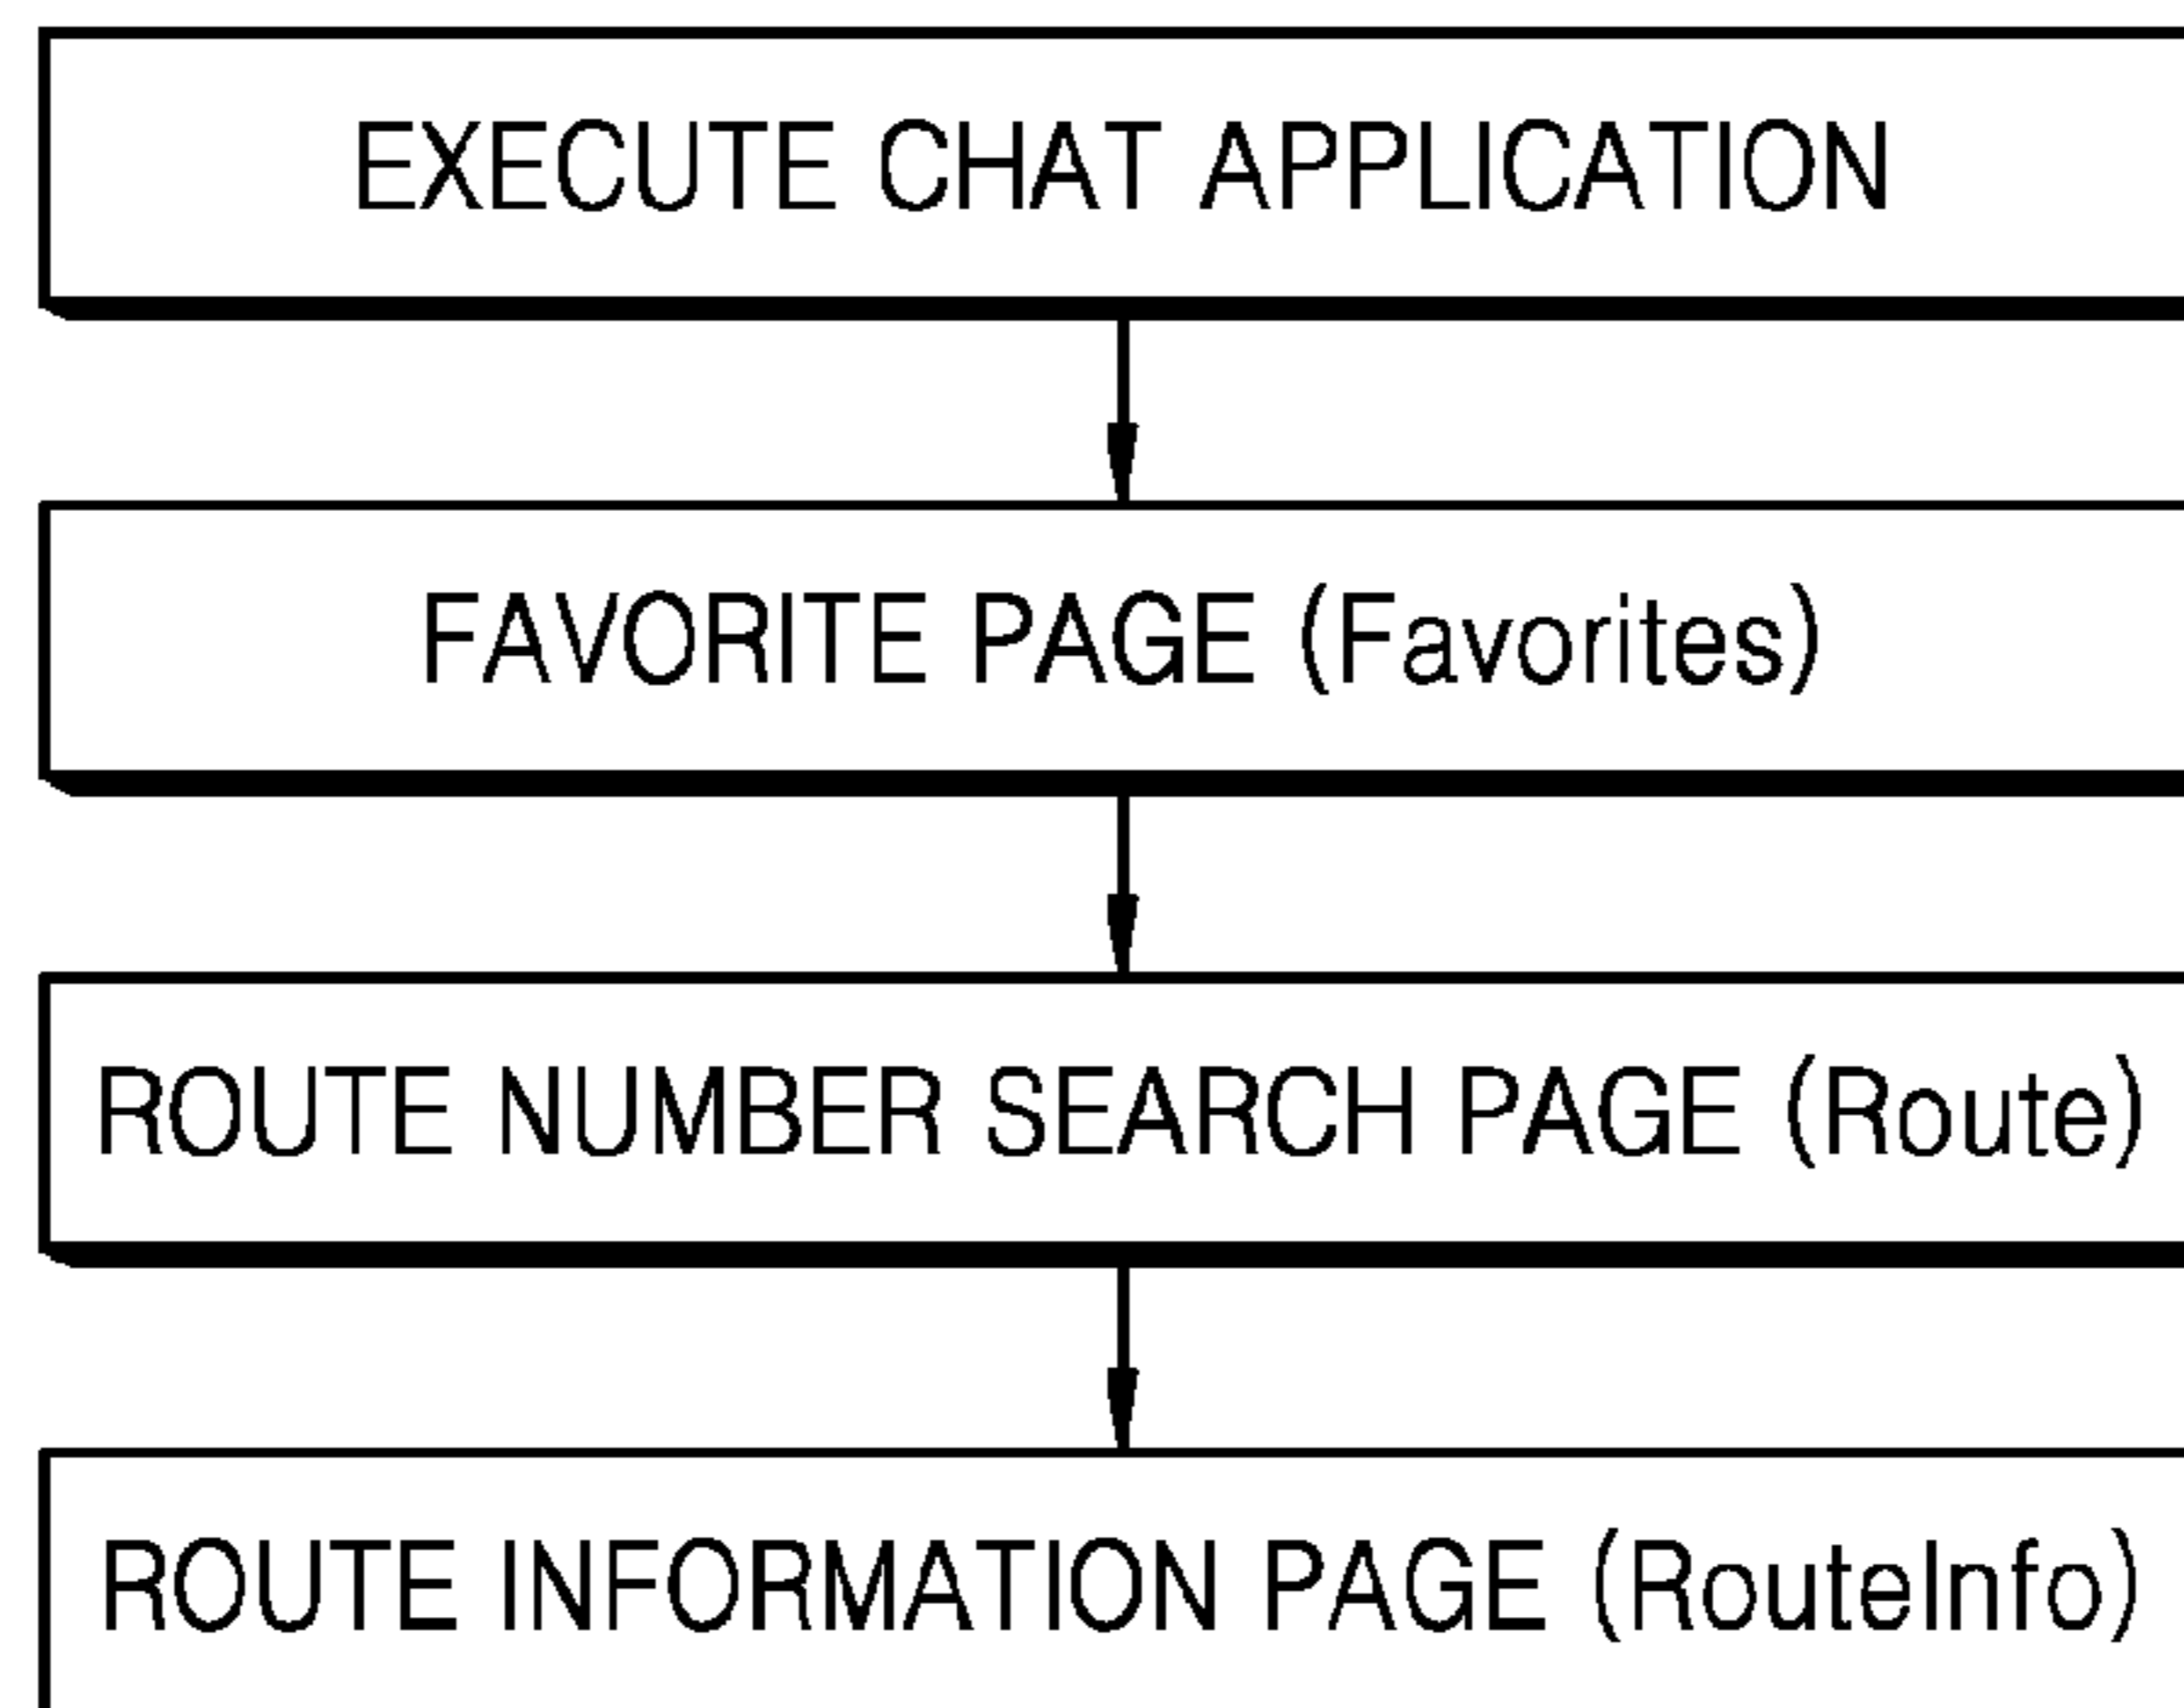 EXECUTE CHAT APPLICATION
FAVORITE PAGE (Favorites)
ROUTE NUMBER SEARCH PAGE (Route)
ROUTE INFORMATION PAGE (RouteInfo)